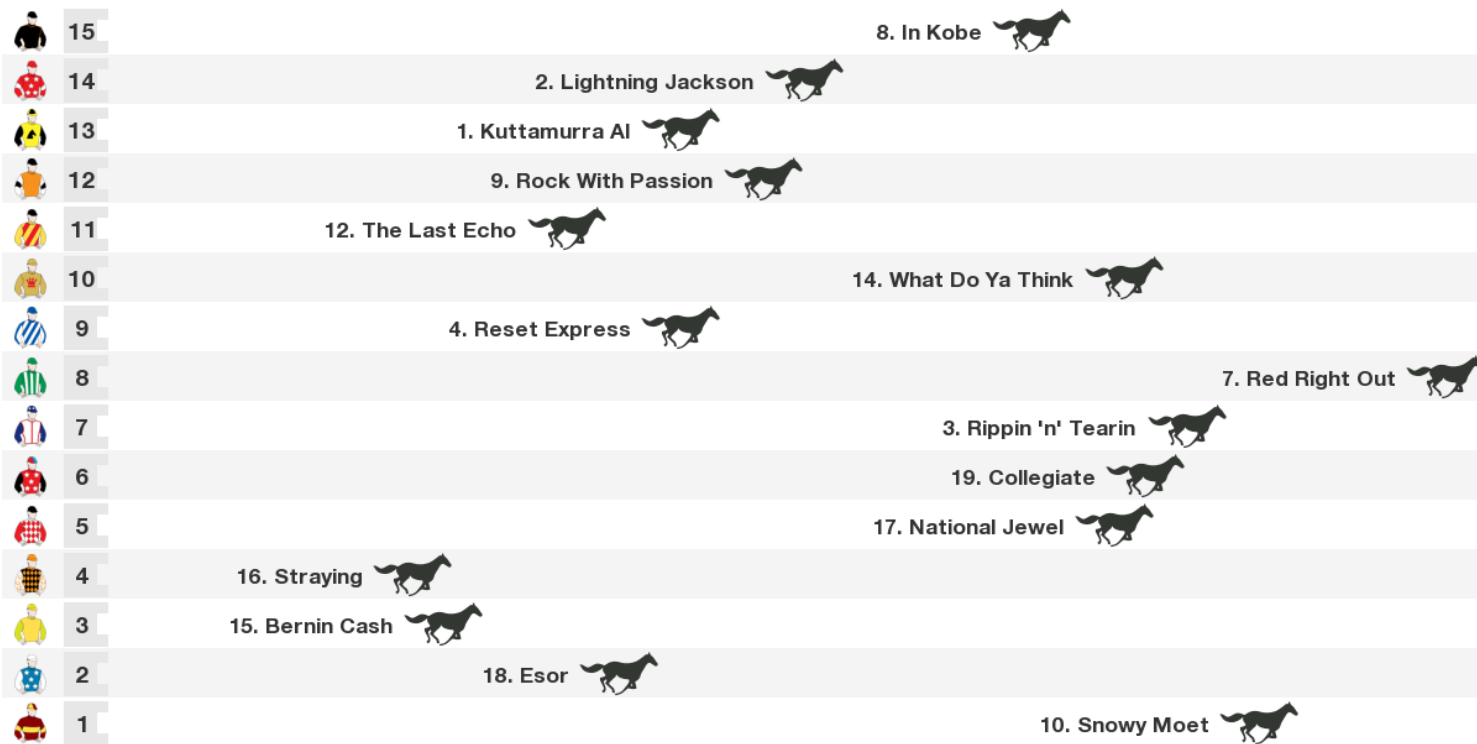 15 8. In Kobe
14 2. Lightning Jackson
13 1. Kuttamurra Al
12 9. Rock With Passion
11 12. The Last Echo
10 14. What Do Ya Think
9 4. Reset Express
8 7. Red Right Out
7 3. Rippin 'n' Tearin
6 19. Collegiate
5 17. National Jewel
4 16. Straying
3 15. Bernin Cash
2 18. Esor
1 10. Snowy Moet